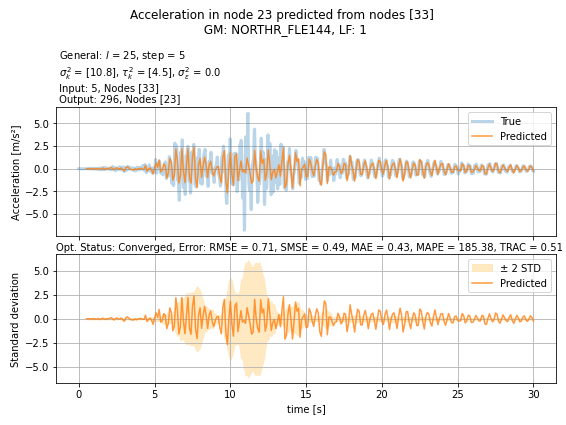 Acceleration in node 23 predicted from nodes [33]
GM: NORTHR_FLE144, LF: 1
General: l = 25, step = 5
σ²ₖ = [10.8], τ²ₖ = [4.5], σ²ε = 0.0
Input: 5, Nodes [33]
Output: 296, Nodes [23]
Acceleration [m/s²]
5.0
2.5
0.0
−2.5
−5.0
True
Predicted
Opt. Status: Converged, Error: RMSE = 0.71, SMSE = 0.49, MAE = 0.43, MAPE = 185.38, TRAC = 0.51
Standard deviation
5.0
2.5
0.0
−2.5
−5.0
± 2 STD
Predicted
0 5 10 15 20 25 30
time [s]